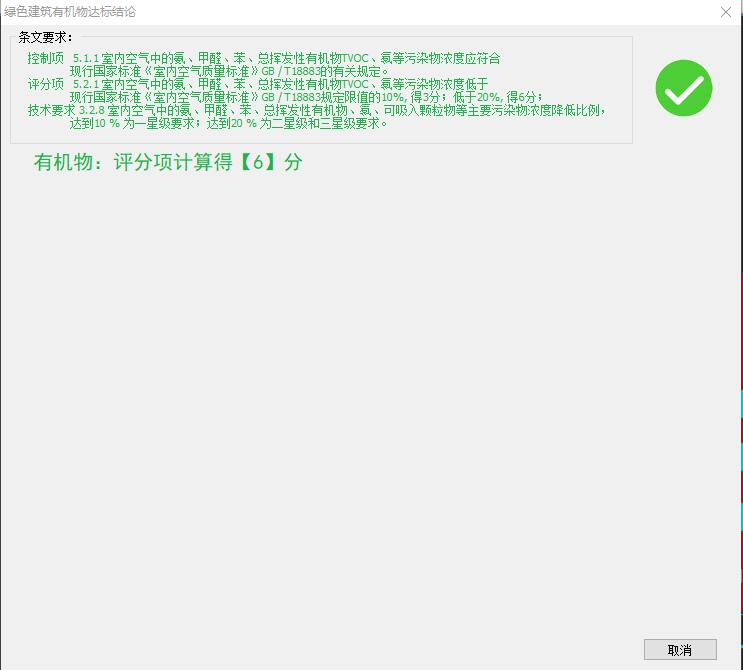 绿色建筑有机物达标结论
条文要求：
控制项 5.1.1 室内空气中的氨、甲醛、苯、总挥发性有机物TVOC、氡等污染物浓度应符合
现行国家标准《室内空气质量标准》GB / T18883的有关规定。
评分项 5.2.1 室内空气中的氨、甲醛、苯、总挥发性有机物TVOC、氡等污染物浓度低于
现行国家标准《室内空气质量标准》GB / T18883规定限值的10%, 得3分；低于20%, 得6分；
技术要求 3.2.8 室内空气中的氨、甲醛、苯、总挥发性有机物、氡、可吸入颗粒物等主要污染物浓度降低比例，
达到10 % 为一星级要求；达到20 % 为二星级和三星级要求。
有机物：评分项计算得【6】分
取消